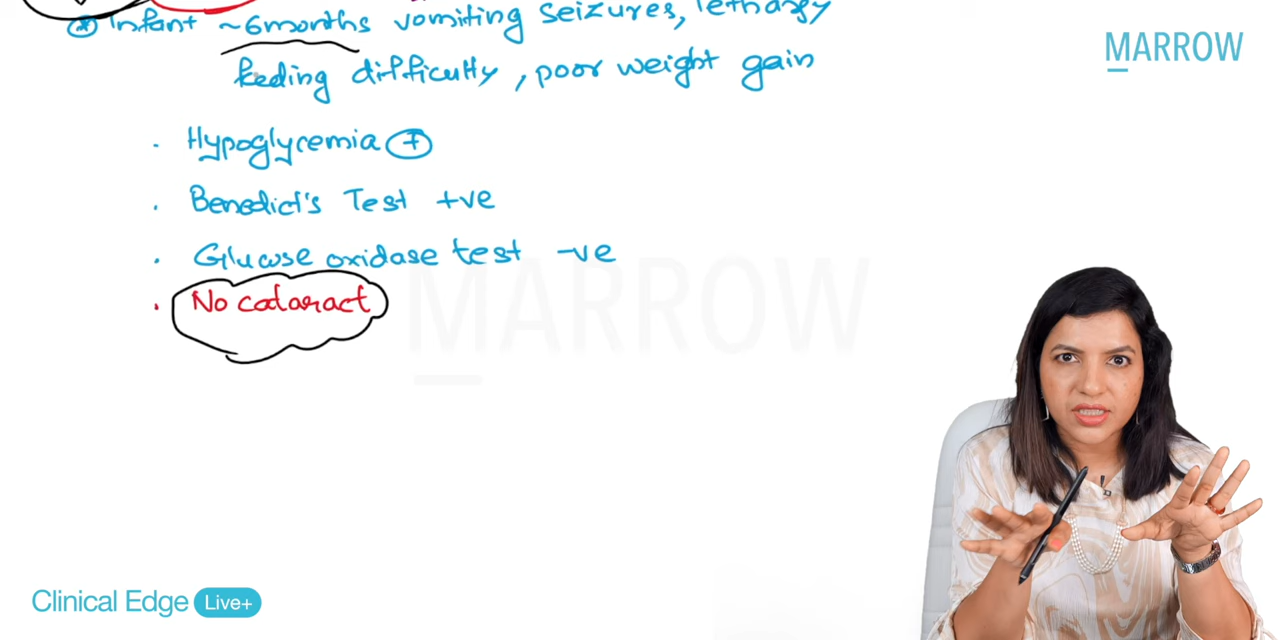 * Infant ~6months vomiting seizures, lethargy
feeding difficulty, poor weight gain
MARROW
. Hypoglycemia +
. Benedict's Test +ve
. Glucose oxidase test -ve
. No cataract
MARROW
Clinical Edge Live+